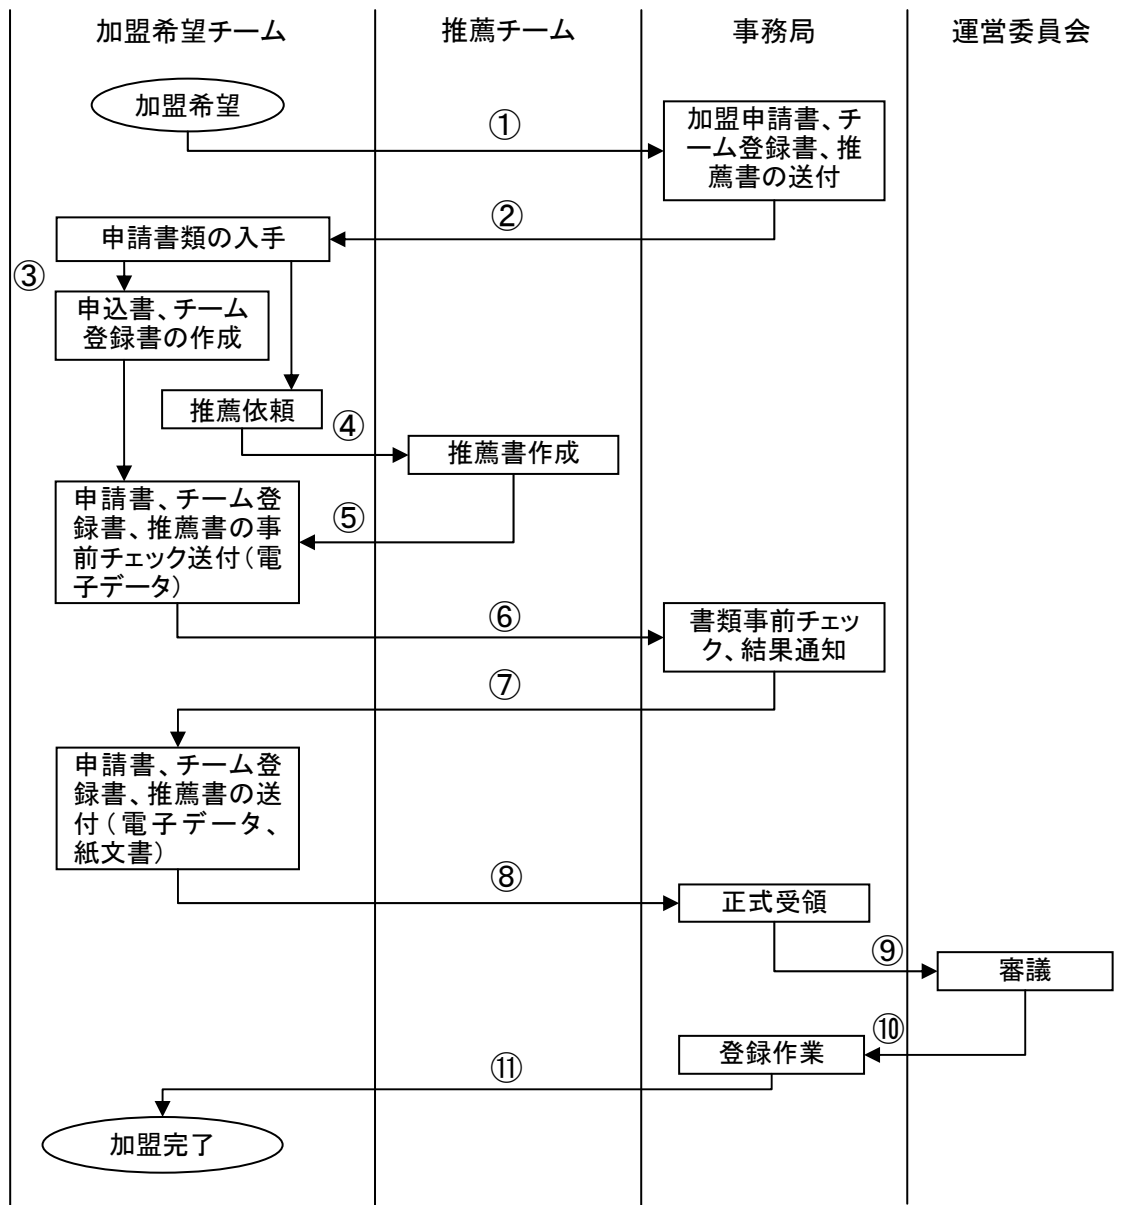 加盟希望チーム
推薦チーム
事務局
運営委員会
加盟希望
①
加盟申請書、チ
ーム登録書、推
薦書の送付
②
申請書類の入手
③
申込書、チーム
登録書の作成
推薦依頼
④
推薦書作成
申請書、チーム登
録書、推薦書の事
前チェック送付（電
子データ）
⑤
⑥
書類事前チェッ
ク、結果通知
⑦
申請書、チーム登
録書、推薦書の送
付（電子データ、
紙文書）
⑧
正式受領
⑨
審議
⑩
登録作業
⑪
加盟完了